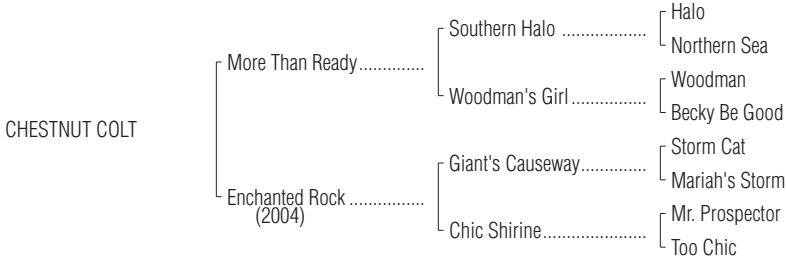 Halo
Southern Halo ..................
Northern Sea
More Than Ready..............
Woodman
Woodman's Girl ................
Becky Be Good
CHESTNUT COLT
Storm Cat
Giant's Causeway..............
Mariah's Storm
Enchanted Rock ................
(2004)
Mr. Prospector
Chic Shirine......................
Too Chic